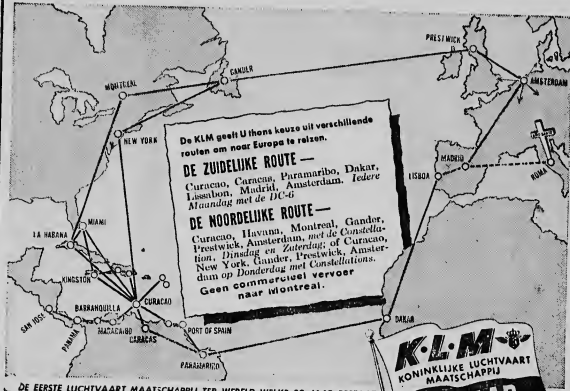 PRESTWICK
GANDER
MONTREAL
AMSTERDAM
NEW YORK
MADRID
LISBOA
ROMA
De KLM geeft U thans keuze uit verschillende
routen om naar Europa te reizen.
DE ZUIDELIJKE ROUTE —
Curacao, Caracas, Paramaribo, Dakar,
Lissabon, Madrid, Amsterdam. Iedere
Maandag met de DC-6
DE NOORDELIJKE ROUTE —
Curacao, Havana, Montreal, Gander,
Prestwick, Amsterdam, met de Constella-
tion, Dinsdag en Zaterdag; of Curacao,
New York, Gander, Prestwick, Amster-
dam op Donderdag met Constellations.
Geen commercieel vervoer
naar Montreal.
MIAMI
LA HABANA
KINGSTON
BARRANQUILLA
CURACAO
SAN JOSE
PANAMA
MARACAIBO
CARACAS
PORT OF SPAIN
PARAMARIBO
DAKAR
K·L·M
KONINKLIJKE LUCHTVAART
MAATSCHAPPIJ
DE EERSTE LUCHTVAART MAATSCHAPPIJ TER WERELD